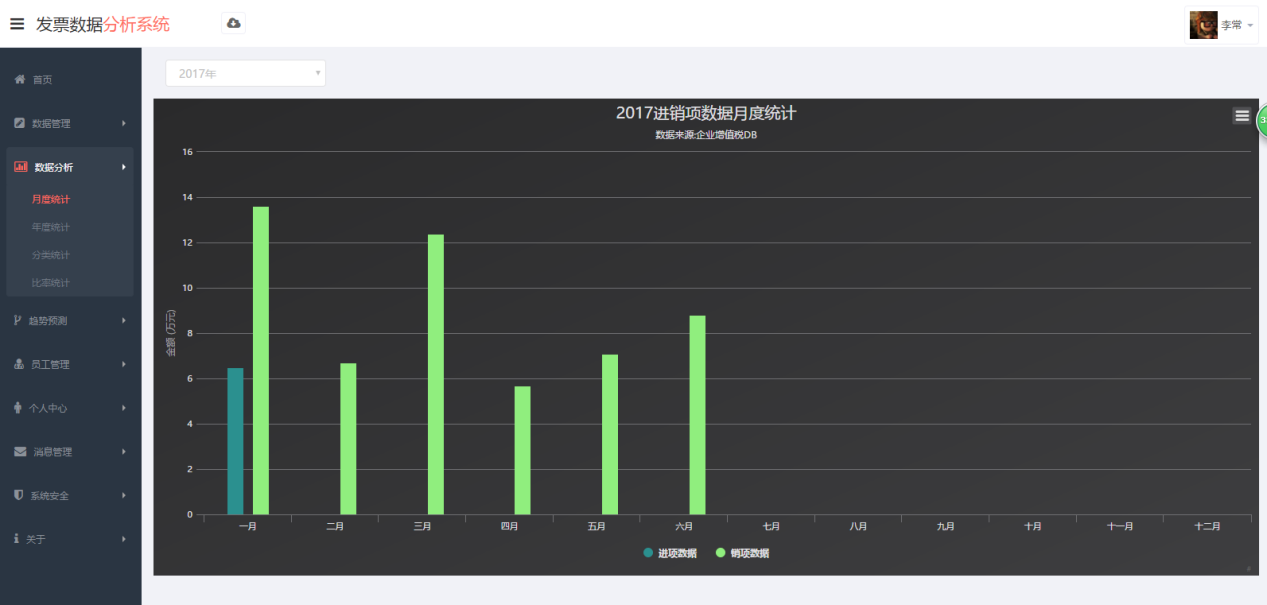 发票数据分析系统
李常
首页
数据管理
数据分析
月度统计
年度统计
分类统计
比率统计
趋势预测
员工管理
个人中心
消息管理
系统安全
关于
2017年
2017进销项数据月度统计
数据来源:企业增值税DB
金额 (万元)
16
14
12
10
8
6
4
2
0
一月 二月 三月 四月 五月 六月 七月 八月 九月 十月 十一月 十二月
进项数据 销项数据